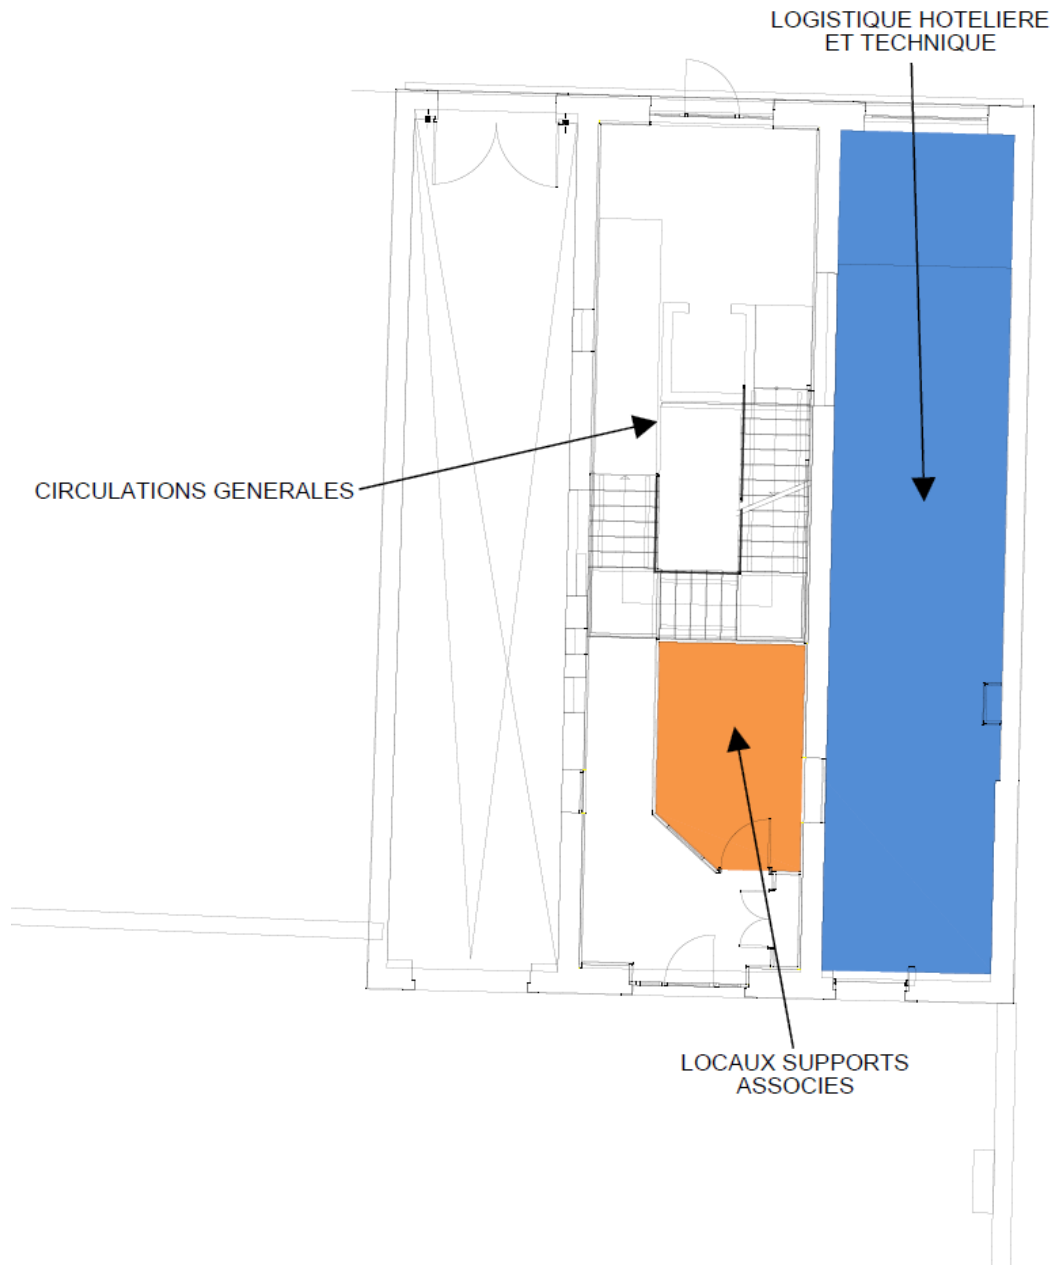 LOGISTIQUE HOTELIERE
ET TECHNIQUE
CIRCULATIONS GENERALES
LOCAUX SUPPORTS
ASSOCIES